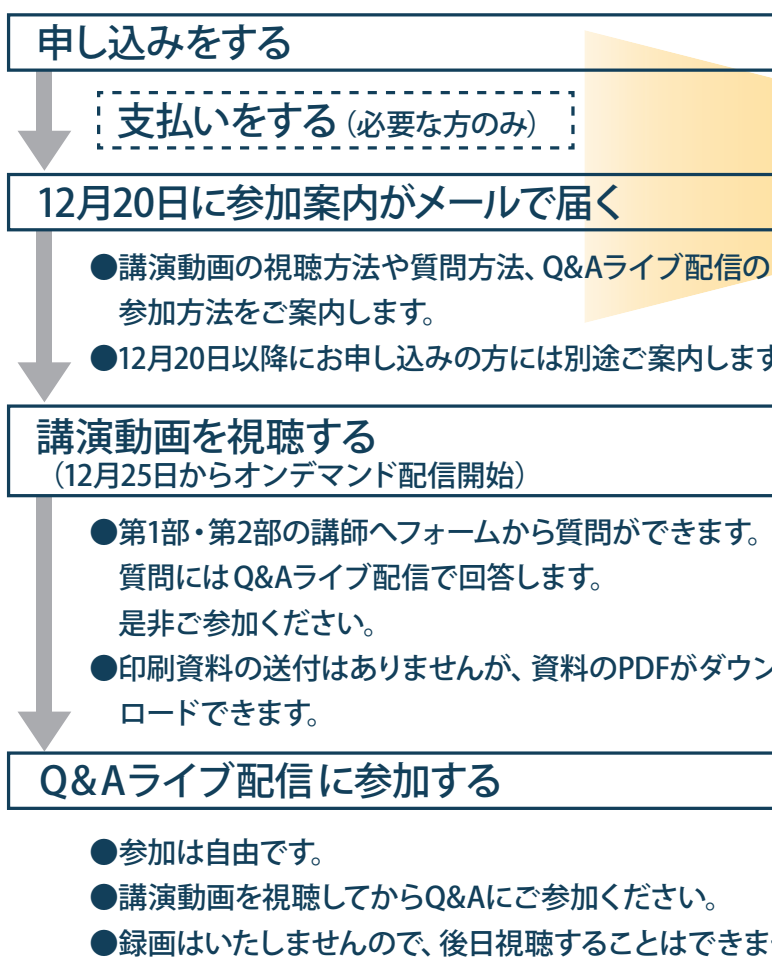 申し込みをする
支払いをする（必要な方のみ）
12月20日に参加案内がメールで届く
●講演動画の視聴方法や質問方法、Q&Aライブ配信の
参加方法をご案内します。
●12月20日以降にお申し込みの方には別途ご案内します
講演動画を視聴する
（12月25日からオンデマンド配信開始）
●第1部・第2部の講師へフォームから質問ができます。
質問にはQ&Aライブ配信で回答します。
是非ご参加ください。
●印刷資料の送付はありませんが、資料のPDFがダウン
ロードできます。
Q&Aライブ配信に参加する
●参加は自由です。
●講演動画を視聴してからQ&Aにご参加ください。
●録画はいたしませんので、後日視聴することはできま